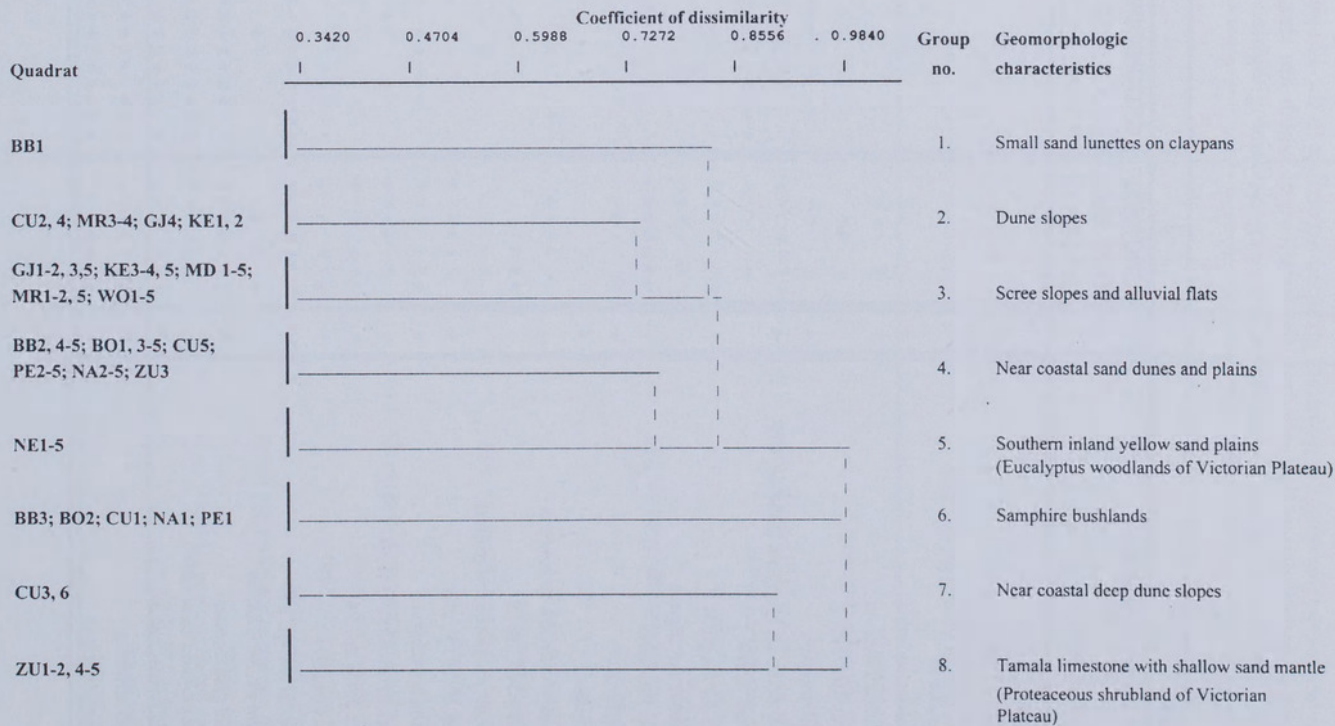 Coefficient of dissimilarity
0.3420 0.4704 0.5988 0.7272 0.8556 . 0.9840 Group Geomorphologic
Quadrat no. characteristics
BB1 1. Small sand lunettes on claypans
CU2, 4; MR3-4; GJ4; KE1, 2 2. Dune slopes
GJ1-2, 3,5; KE3-4, 5; MD 1-5;
MR1-2, 5; WO1-5 3. Scree slopes and alluvial flats
BB2, 4-5; BO1, 3-5; CU5;
PE2-5; NA2-5; ZU3 4. Near coastal sand dunes and plains
NE1-5 5. Southern inland yellow sand plains
(Eucalyptus woodlands of Victorian Plateau)
BB3; BO2; CU1; NA1; PE1 6. Samphire bushlands
CU3, 6 7. Near coastal deep dune slopes
ZU1-2, 4-5 8. Tamala limestone with shallow sand mantle
(Proteaceous shrubland of Victorian
Plateau)